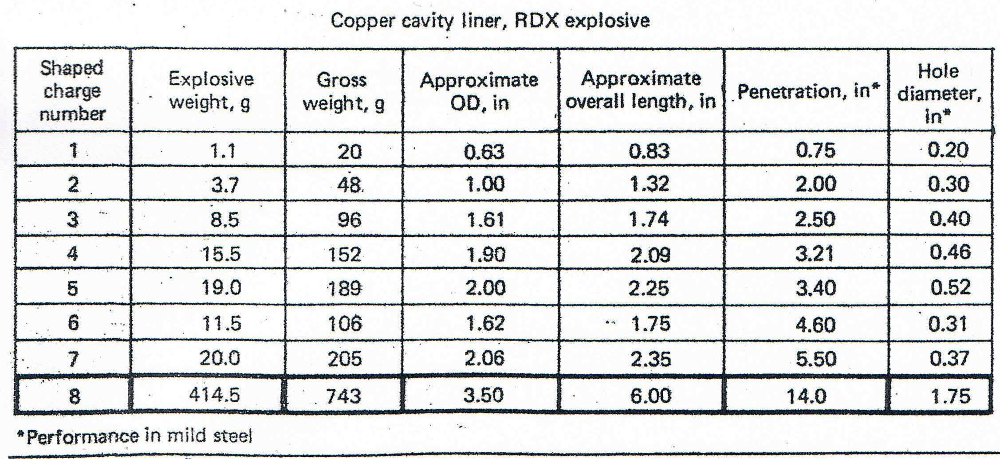 Copper cavity liner, RDX explosive
Shaped charge number Explosive weight, g Gross weight, g Approximate OD, in Approximate overall length, in Penetration, in* Hole diameter, in*
1 1.1 20 0.63 0.83 0.75 0.20
2 3.7 48 1.00 1.32 2.00 0.30
3 8.5 96 1.61 1.74 2.50 0.40
4 15.5 152 1.90 2.09 3.21 0.46
5 19.0 189 2.00 2.25 3.40 0.52
6 11.5 106 1.62 1.75 4.60 0.31
7 20.0 205 2.06 2.35 5.50 0.37
8 414.5 743 3.50 6.00 14.0 1.75
*Performance in mild steel